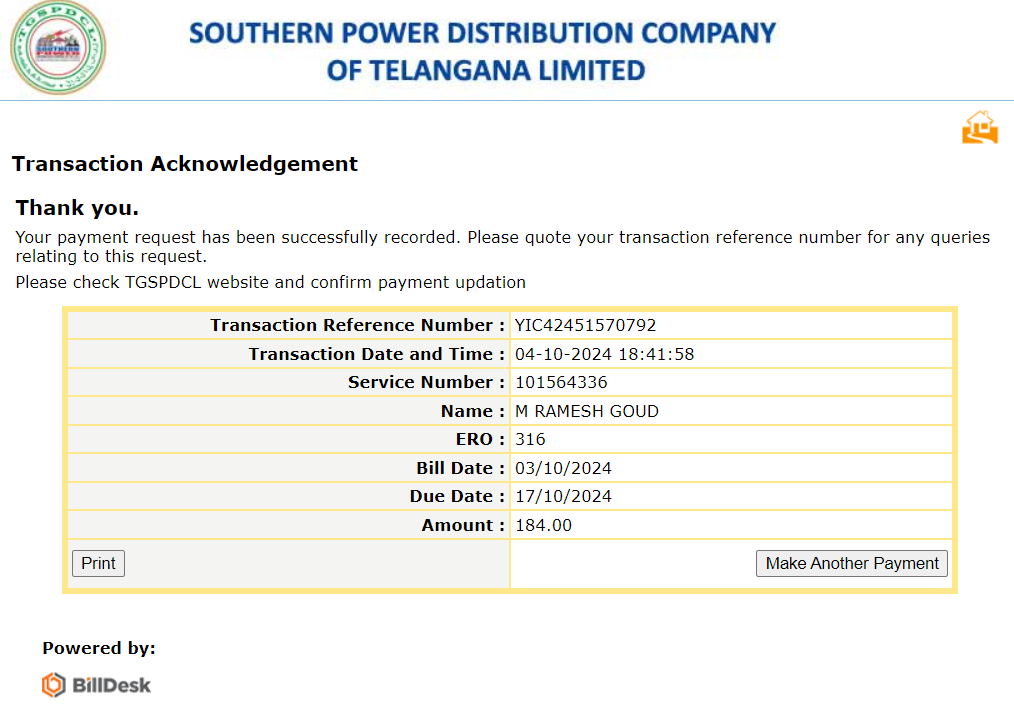 TGSPDCL
SOUTHERN POWER
SOUTHERN POWER DISTRIBUTION COMPANY
OF TELANGANA LIMITED
Transaction Acknowledgement
Thank you.
Your payment request has been successfully recorded. Please quote your transaction reference number for any queries
relating to this request.
Please check TGSPDCL website and confirm payment updation
Transaction Reference Number : YIC42451570792
Transaction Date and Time : 04-10-2024 18:41:58
Service Number : 101564336
Name : M RAMESH GOUD
ERO : 316
Bill Date : 03/10/2024
Due Date : 17/10/2024
Amount : 184.00
Print Make Another Payment
Powered by:
BillDesk